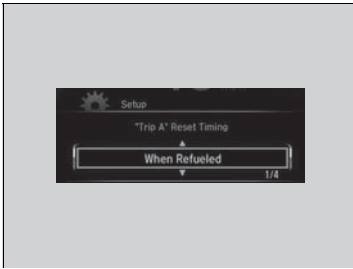 Setup
"Trip A" Reset Timing
When Refueled
1/4